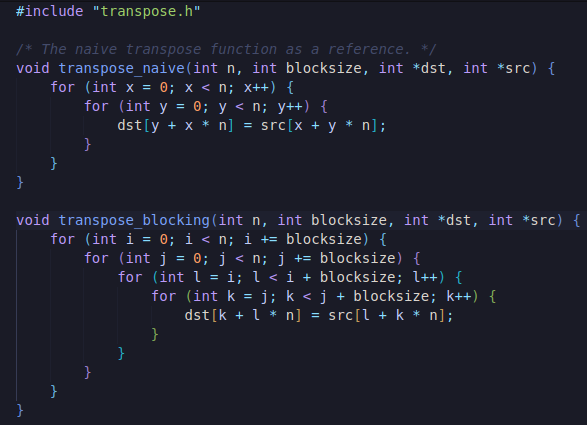 #include "transpose.h"

/* The naive transpose function as a reference. */
void transpose_naive(int n, int blocksize, int *dst, int *src) {
    for (int x = 0; x < n; x++) {
        for (int y = 0; y < n; y++) {
            dst[y + x * n] = src[x + y * n];
        }
    }
}

void transpose_blocking(int n, int blocksize, int *dst, int *src) {
    for (int i = 0; i < n; i += blocksize) {
        for (int j = 0; j < n; j += blocksize) {
            for (int l = i; l < i + blocksize; l++) {
                for (int k = j; k < j + blocksize; k++) {
                    dst[k + l * n] = src[l + k * n];
                }
            }
        }
    }
}